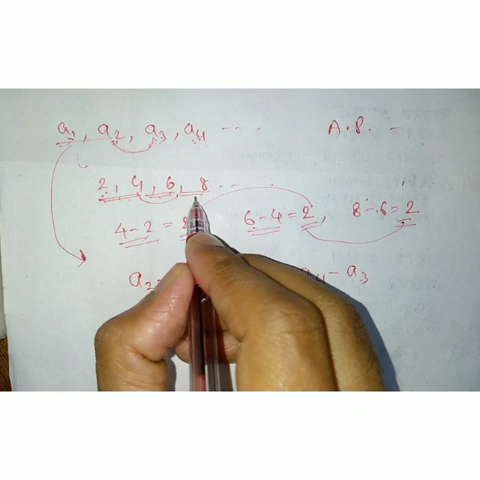 a1, a2, a3, a4 .... A.P. -
2, 4, 6, 8 ..
4-2 = 6-4=2, 8-6=2
a2- a4-a3